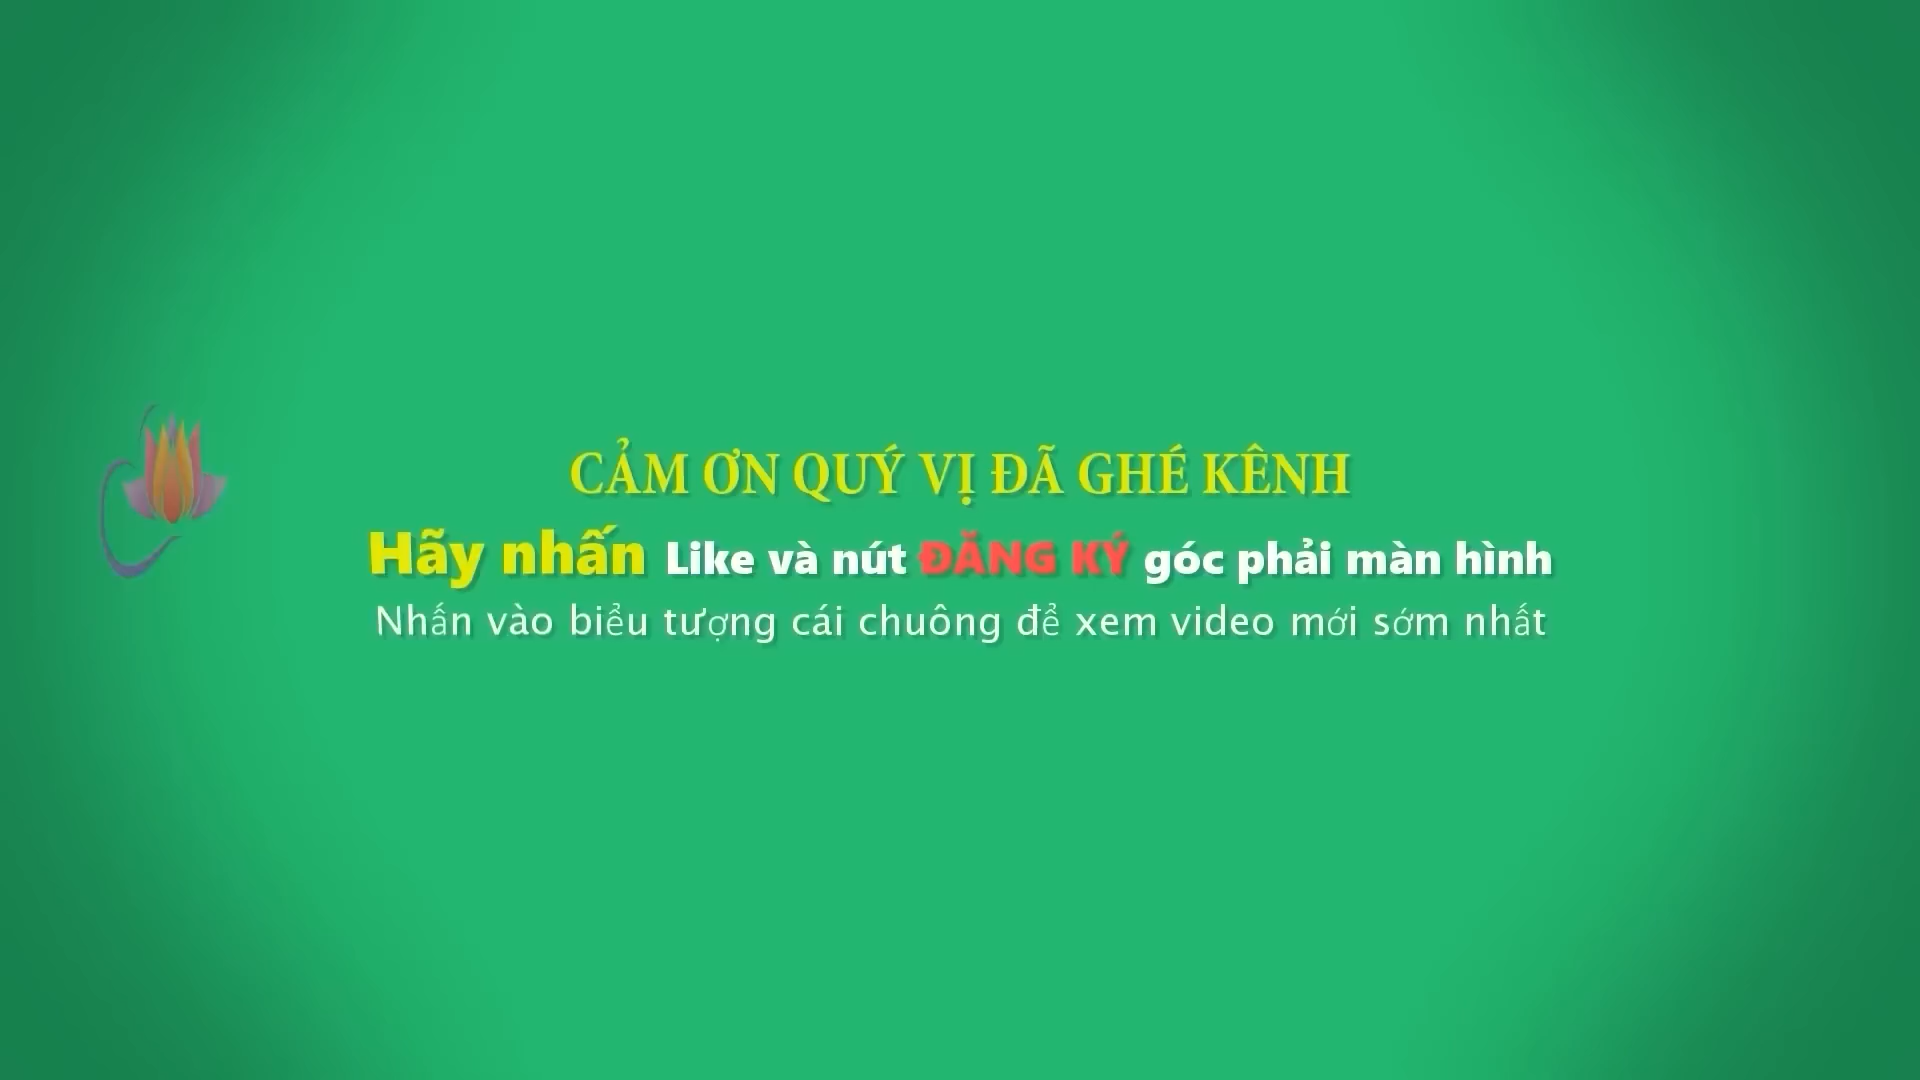 CẢM ƠN QUÝ VỊ ĐÃ GHÉ KÊNH
Hãy nhấn Like và nút ĐĂNG KÝ góc phải màn hình
Nhấn vào biểu tượng cái chuông để xem video mới sớm nhất